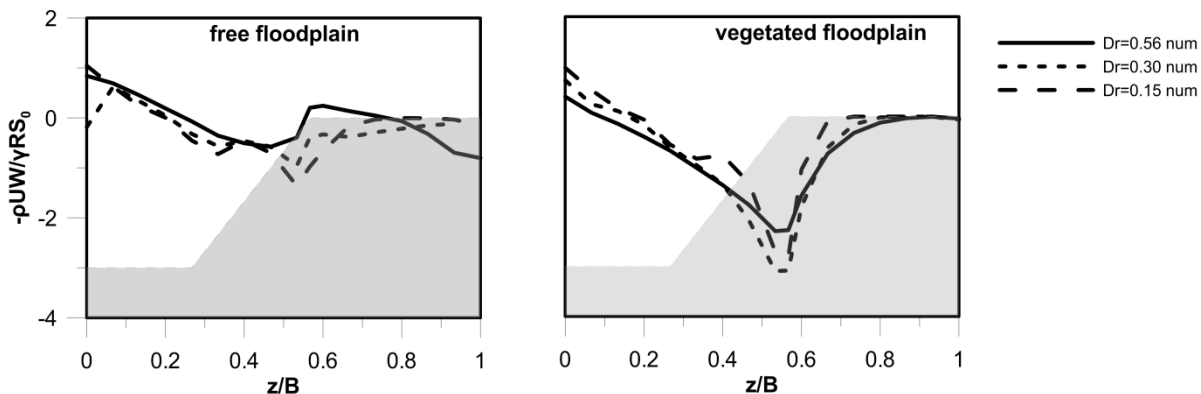 free floodplain
vegetated floodplain
-ρUW/γRS₀
2
0
-2
-4
0 0.2 0.4 0.6 0.8 1
z/B
0 0.2 0.4 0.6 0.8 1
z/B
Dr=0.56 num
Dr=0.30 num
Dr=0.15 num